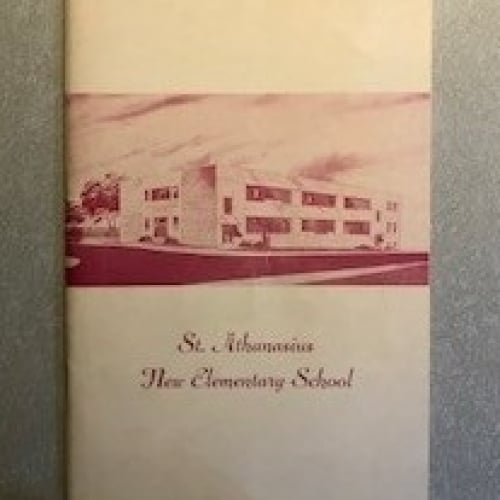 St. Athanasius
New Elementary School